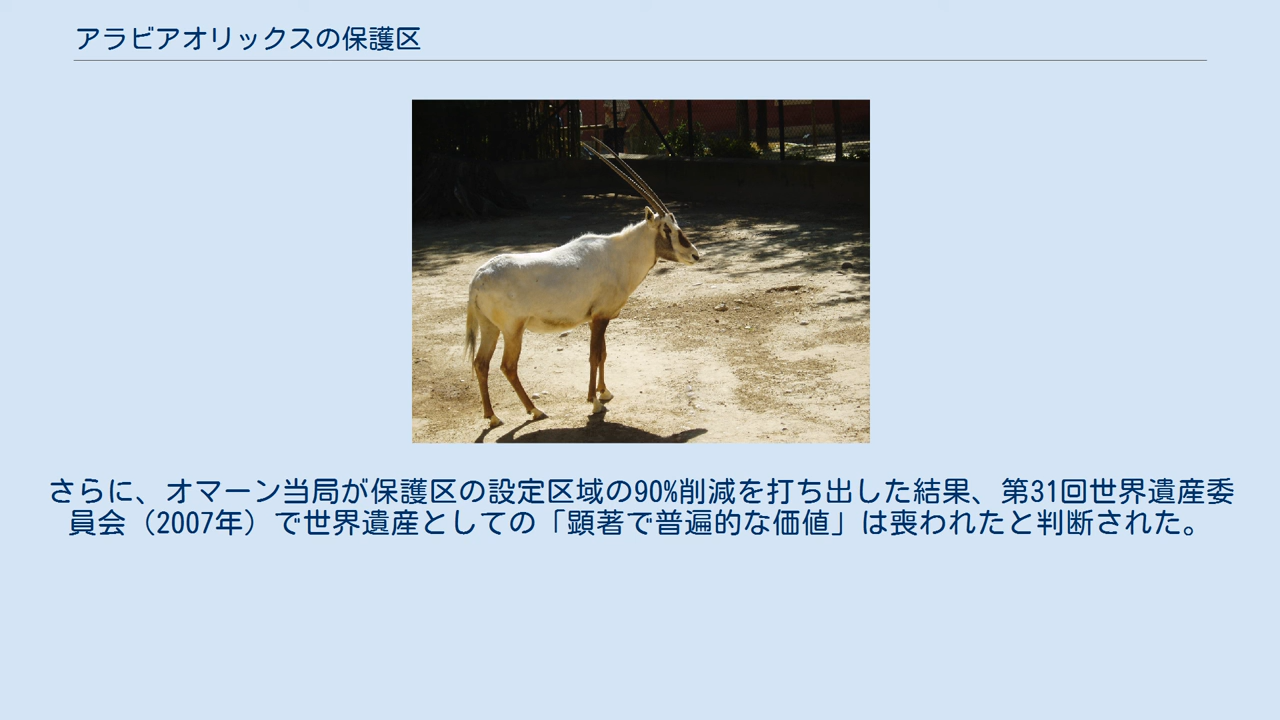 アラビアオリックスの保護区
さらに、オマーン当局が保護区の設定区域の90%削減を打ち出した結果、第31回世界遺産委
員会（2007年）で世界遺産としての「顕著で普遍的な価値」は喪われたと判断された。